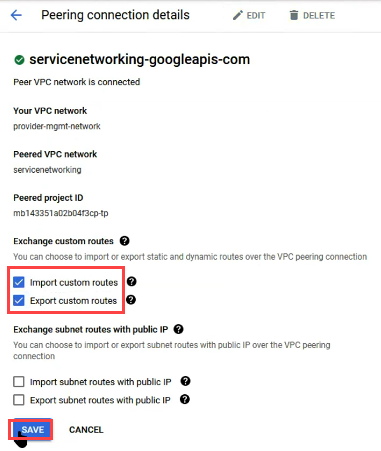 Peering connection details EDIT DELETE
servicenetworking-googleapis-com
Peer VPC network is connected
Your VPC network
provider-mgmt-network
Peered VPC network
servicenetworking
Peered project ID
mb143351a02b04f3cp-tp
Exchange custom routes ?
You can choose to import or export static and dynamic routes over the VPC peering connection
Import custom routes ?
Export custom routes ?
Exchange subnet routes with public IP ?
You can choose to import or export subnet routes with public IP over the VPC peering
connection
Import subnet routes with public IP ?
Export subnet routes with public IP ?
SAVE CANCEL